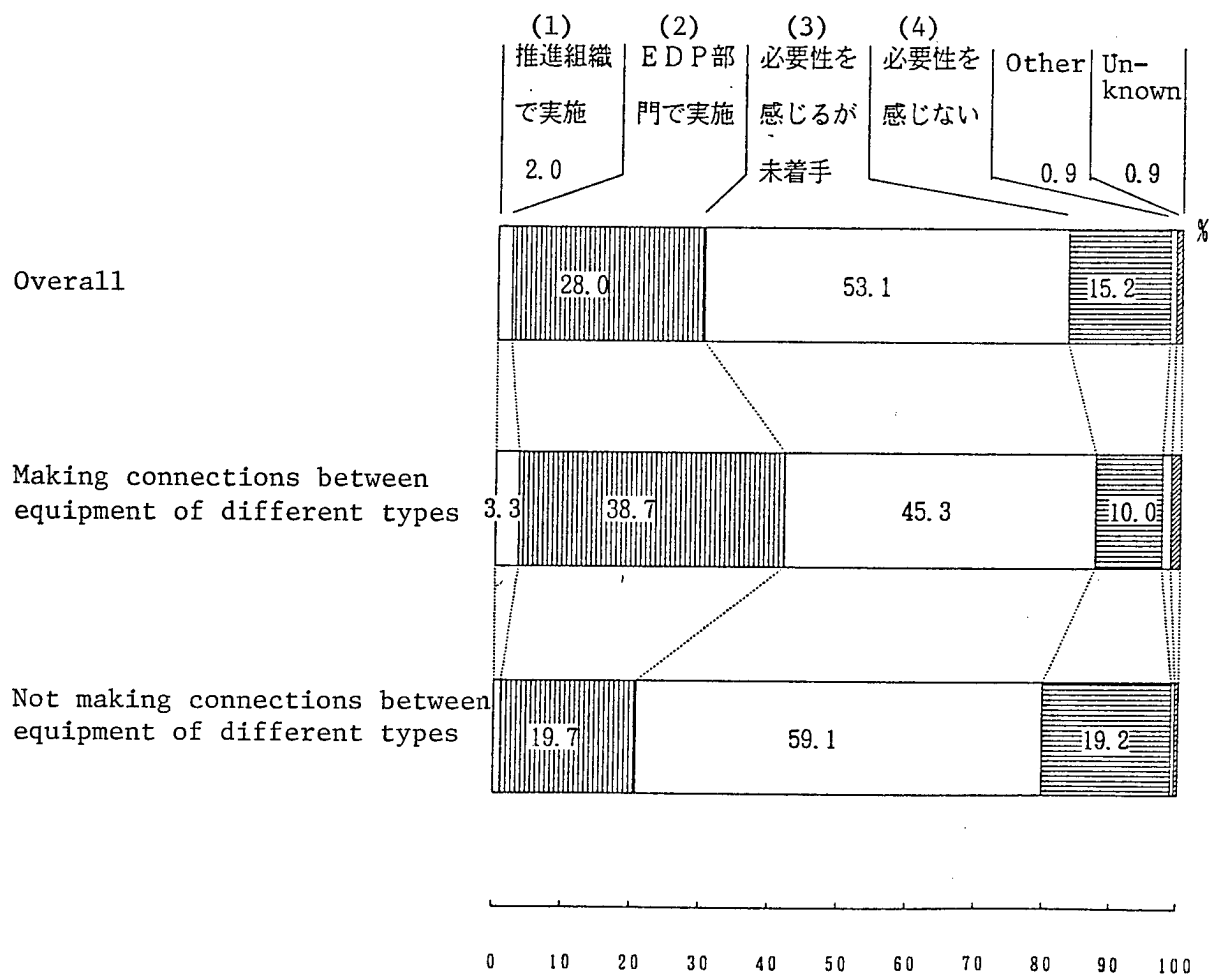 (1) (2) (3) (4)
推進組織
で実施
2.0
ＥＤＰ部
門で実施
必要性を
感じるが
未着手
必要性を
感じない
Other
0.9
Un-
known
0.9
%
Overall
28.0 53.1 15.2
Making connections between
equipment of different types
3.3 38.7 45.3 10.0
Not making connections between
equipment of different types
19.7 59.1 19.2
0 10 20 30 40 50 60 70 80 90 100